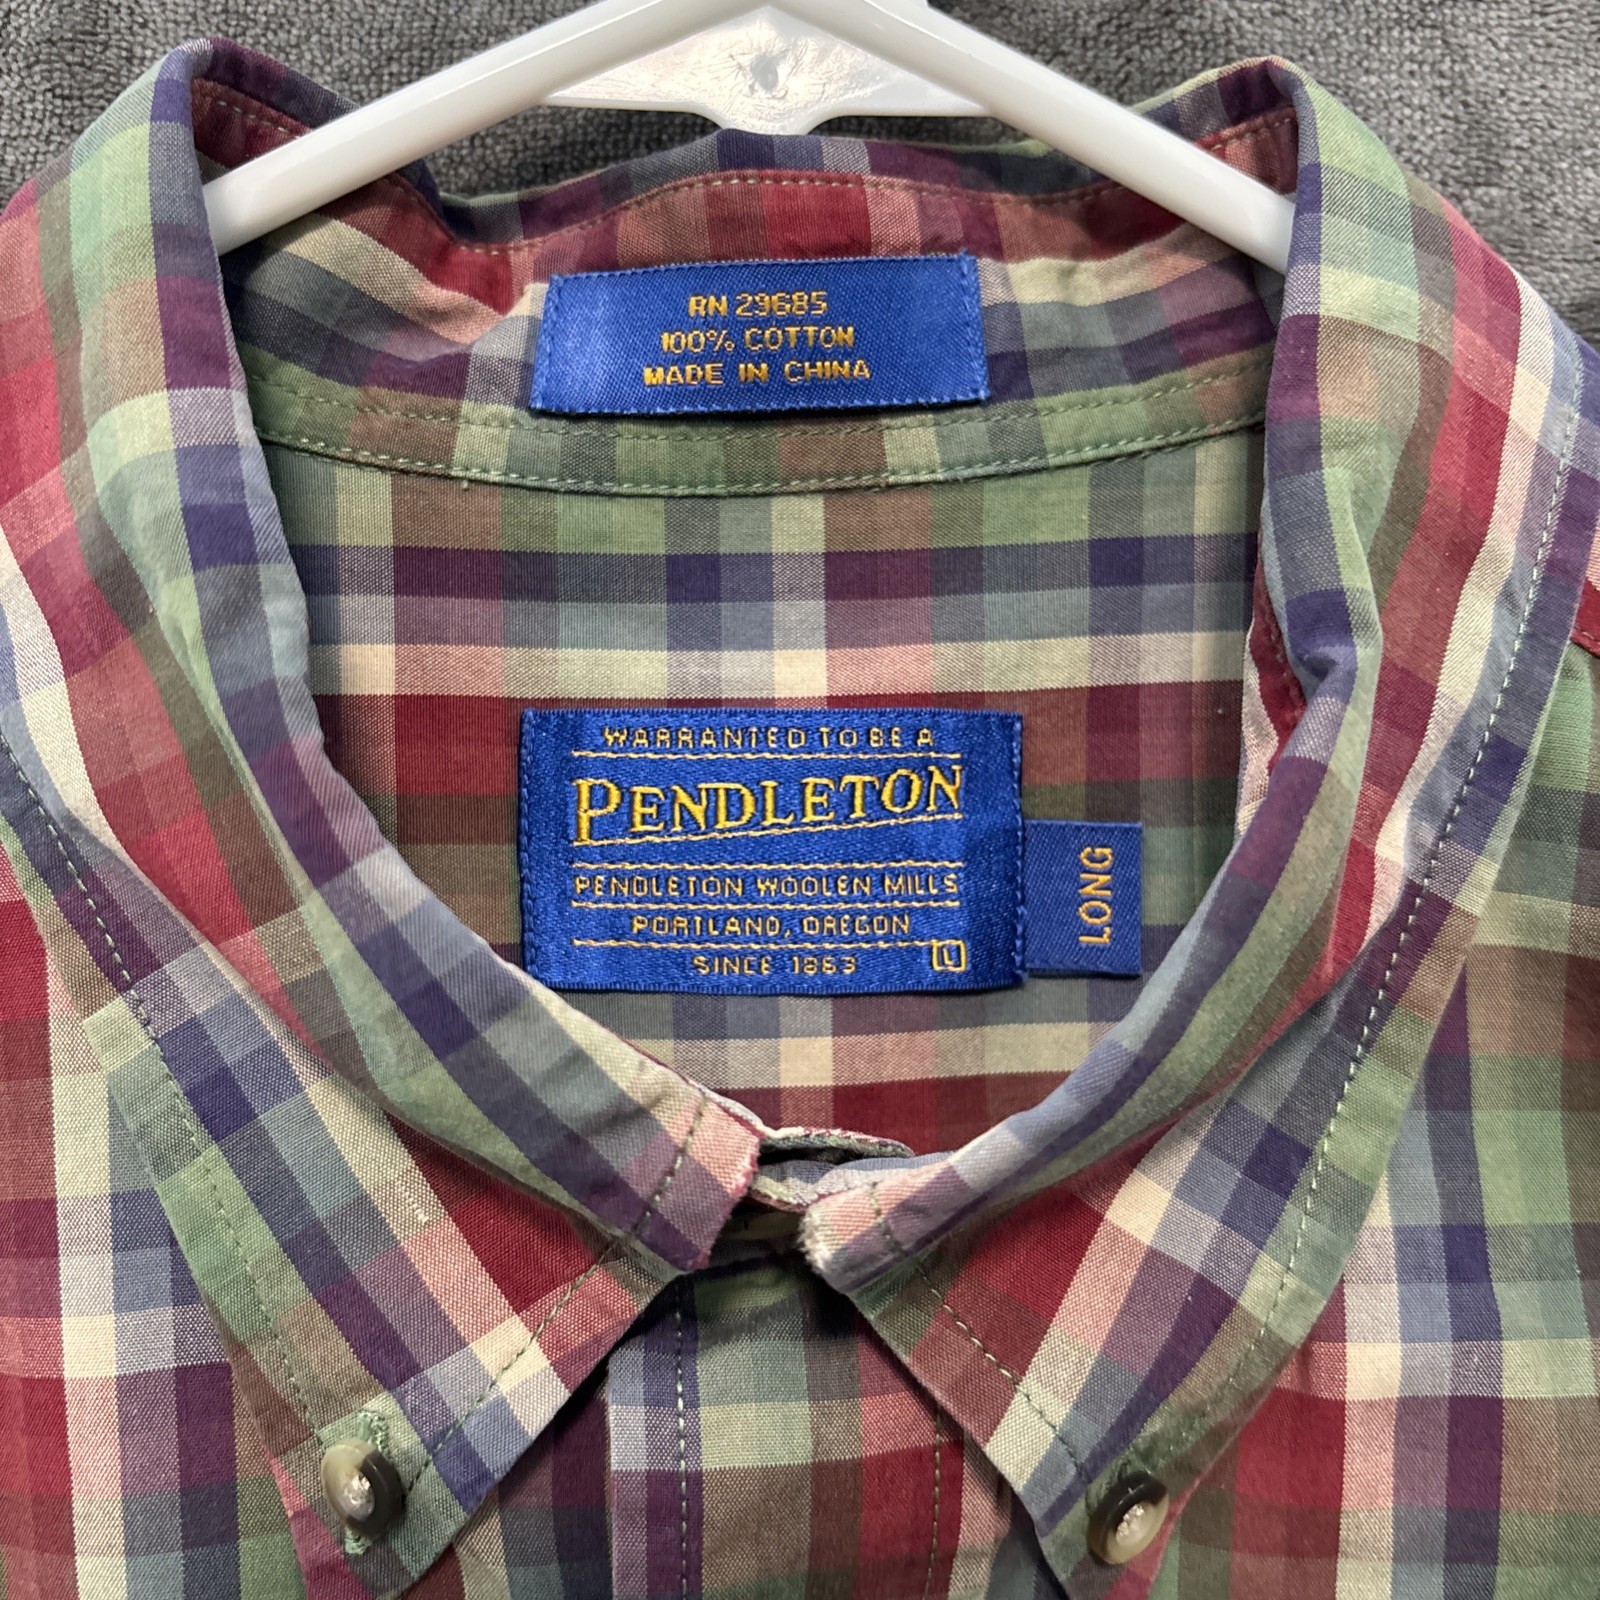 RN 29685
100% COTTON
MADE IN CHINA
WARRANTED TO BE A
PENDLETON
PENDLETON WOOLEN MILLS
PORTLAND, OREGON
SINCE 1863
L
LONG